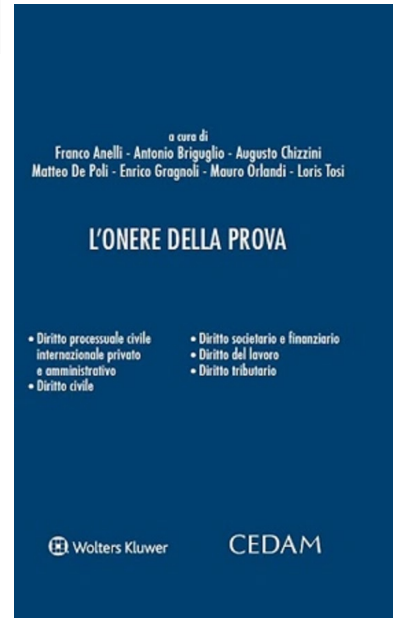 a cura di
Franco Anelli - Antonio Briguglio - Augusto Chizzini
Matteo De Poli - Enrico Gragnoli - Mauro Orlandi - Loris Tosi
L'ONERE DELLA PROVA
• Diritto processuale civile
internazionale privato
e amministrativo
• Diritto civile
• Diritto societario e finanziario
• Diritto del lavoro
• Diritto tributario
Wolters Kluwer
CEDAM